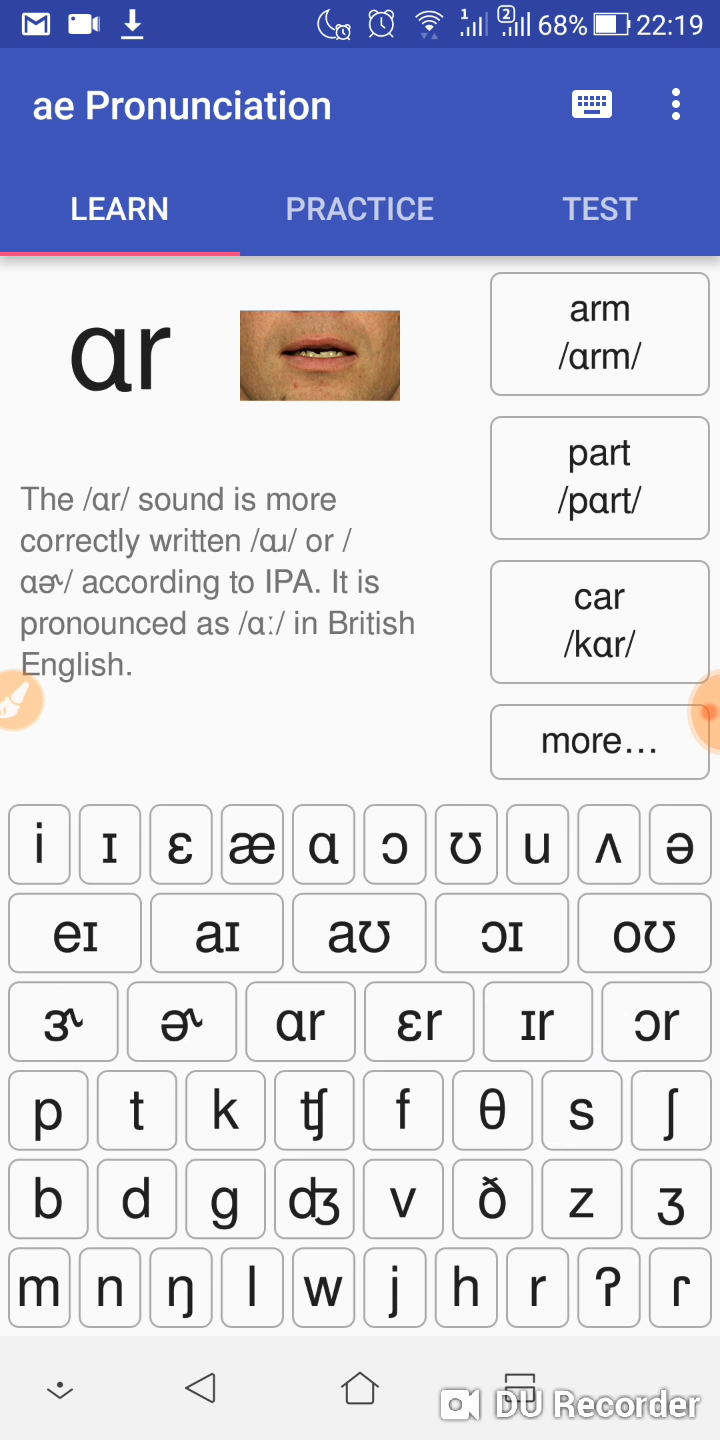 1 2 68% 22:19
ae Pronunciation
LEARN PRACTICE TEST
ɑr
arm
/ɑrm/
part
/pɑrt/
car
/kɑr/
more…
The /ɑr/ sound is more
correctly written /ɑɹ/ or /
ɑɚ/ according to IPA. It is
pronounced as /ɑː/ in British
English.
i ɪ ɛ æ ɑ ɔ ʊ u ʌ ə
eɪ aɪ aʊ ɔɪ oʊ
ɝ ɚ ɑr ɛr ɪr ɔr
p t k ʧ f θ s ʃ
b d g ʤ v ð z ʒ
m n ŋ l w j h r ʔ ɾ
DU Recorder